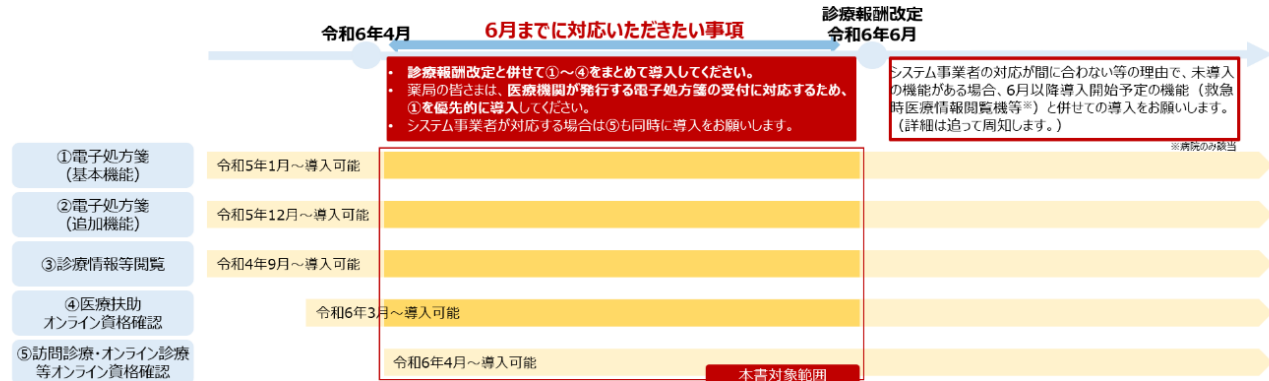 診療報酬改定
令和6年4月
6月までに対応いただきたい事項
令和6年6月
• 診療報酬改定と併せて①～④をまとめて導入してください。
• 薬局の皆さまは、医療機関が発行する電子処方箋の受付に対応するため、
①を優先的に導入してください。
• システム事業者が対応する場合は⑤も同時に導入をお願いします。
システム事業者の対応が間に合わない等の理由で、未導入
の機能がある場合、6月以降導入開始予定の機能（救急
時医療情報閲覧機等※）と併せての導入をお願いします。
（詳細は追って周知します。）
※病院のみ該当
①電子処方箋
(基本機能)
令和5年1月～導入可能
②電子処方箋
(追加機能)
令和5年12月～導入可能
③診療情報等閲覧
令和4年9月～導入可能
④医療扶助
オンライン資格確認
令和6年3月～導入可能
⑤訪問診療・オンライン診療
等オンライン資格確認
令和6年4月～導入可能
本書対象範囲